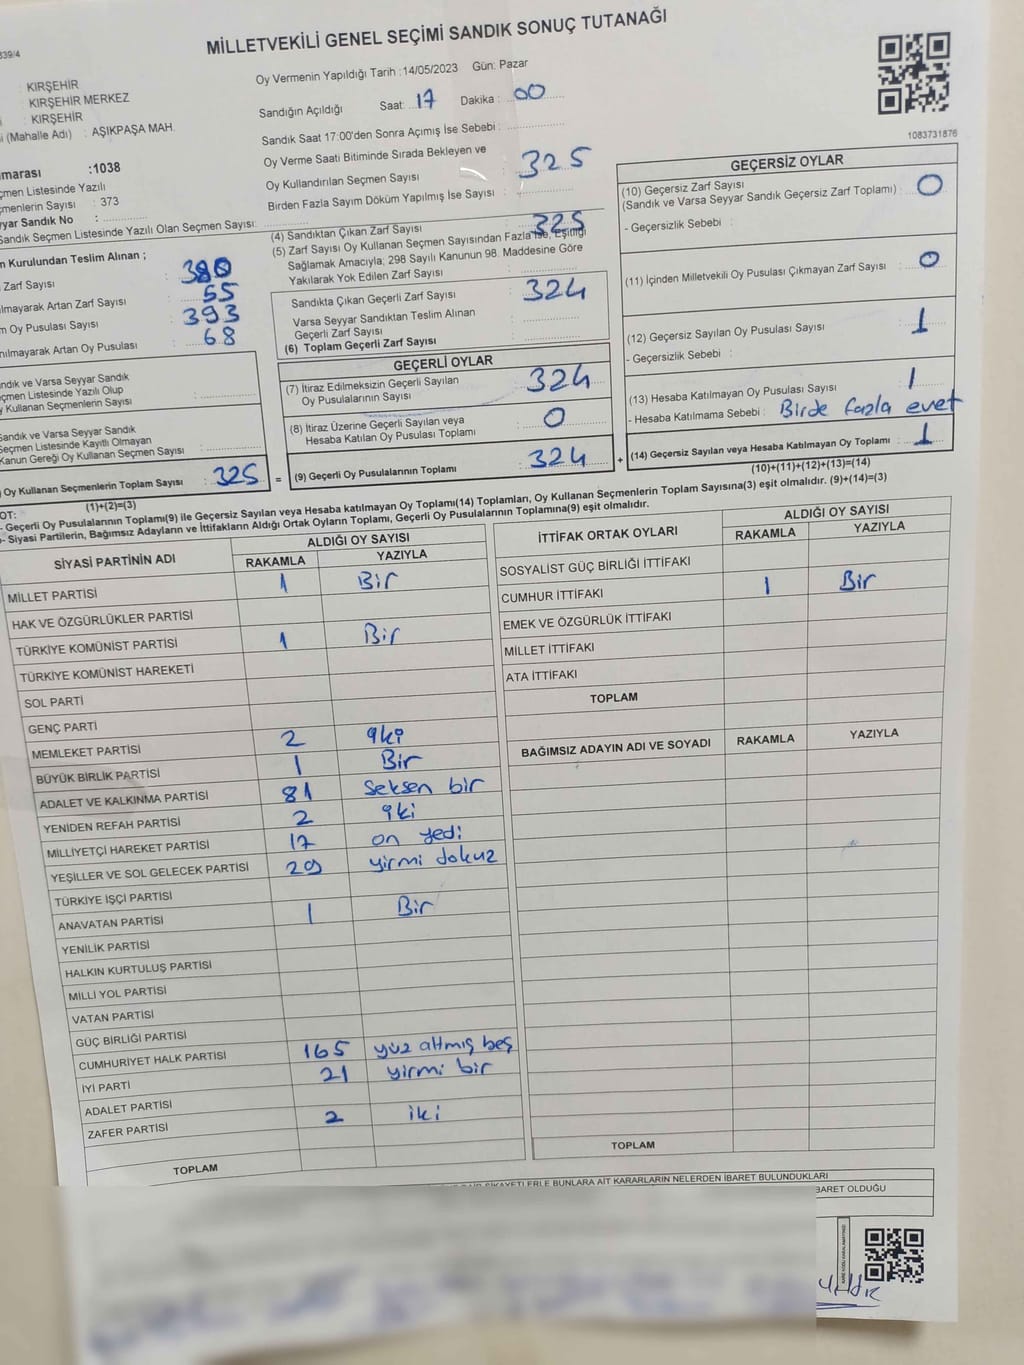 839/4
MİLLETVEKİLİ GENEL SEÇİMİ SANDIK SONUÇ TUTANAĞI
: KIRŞEHİR
: KIRŞEHİR MERKEZ
: KIRŞEHİR
(Mahalle Adı) : AŞIKPAŞA MAH.
:1038
Seçmen Listesinde Yazılı
: 373
Sandık No :
Sandık Seçmen Listesinde Yazılı Olan Seçmen Sayısı:
Oy Vermenin Yapıldığı Tarih :14/05/2023 Gün: Pazar
Sandığın Açıldığı Saat: 17 Dakika : 00
Sandık Saat 17:00'den Sonra Açımış İse Sebebi :
Oy Verme Saati Bitiminde Sırada Bekleyen ve
Oy Kullandırılan Seçmen Sayısı : 325
Birden Fazla Sayım Döküm Yapılmış İse Sayısı :
1083731876
Kurulundan Teslim Alınan ;
Zarf Sayısı : 380
Artan Zarf Sayısı : 55
Oy Pusulası Sayısı : 393
Artan Oy Pusulası : 68
Sandık ve Varsa Seyyar Sandık
Seçmen Listesinde Yazılı Olup
Oy Kullanan Seçmenlerin Sayısı :
Sandık ve Varsa Seyyar Sandık
Seçmen Listesinde Kayıtlı Olmayan
Kanun Gereği Oy Kullanan Seçmen Sayısı :
Oy Kullanan Seçmenlerin Toplam Sayısı : 325
(1)+(2)=(3)
(4) Sandıktan Çıkan Zarf Sayısı : 325
(5) Zarf Sayısı Oy Kullanan Seçmen Sayısından Fazla İse, Eşitliği
Sağlamak Amacıyla; 298 Sayılı Kanunun 98. Maddesine Göre
Yakılarak Yok Edilen Zarf Sayısı :
Sandıkta Çıkan Geçerli Zarf Sayısı : 324
Varsa Seyyar Sandıktan Teslim Alınan
Geçerli Zarf Sayısı :
(6) Toplam Geçerli Zarf Sayısı :
GEÇERLİ OYLAR
(7) İtiraz Edilmeksizin Geçerli Sayılan
Oy Pusulalarının Sayısı : 324
(8) İtiraz Üzerine Geçerli Sayılan veya
Hesaba Katılan Oy Pusulası Toplamı : 0
= (9) Geçerli Oy Pusulalarının Toplamı : 324 +
GEÇERSİZ OYLAR
(10) Geçersiz Zarf Sayısı : 0
(Sandık ve Varsa Seyyar Sandık Geçersiz Zarf Toplamı)
- Geçersizlik Sebebi :
(11) İçinden Milletvekili Oy Pusulası Çıkmayan Zarf Sayısı : 0
(12) Geçersiz Sayılan Oy Pusulası Sayısı : 1
- Geçersizlik Sebebi :
(13) Hesaba Katılmayan Oy Pusulası Sayısı : 1
- Hesaba Katılmama Sebebi : Birde fazla evet
(14) Geçersiz Sayılan veya Hesaba Katılmayan Oy Toplamı : 1
(10)+(11)+(12)+(13)=(14)
NOT:
- Geçerli Oy Pusulalarının Toplamı(9) ile Geçersiz Sayılan veya Hesaba katılmayan Oy Toplamı(14) Toplamları, Oy Kullanan Seçmenlerin Toplam Sayısına(3) eşit olmalıdır. (9)+(14)=(3)
- Siyasi Partilerin, Bağımsız Adayların ve İttifakların Aldığı Ortak Oyların Toplamı, Geçerli Oy Pusulalarının Toplamına(9) eşit olmalıdır.
SİYASİ PARTİNİN ADI ALDIĞI OY SAYISI
RAKAMLA YAZIYLA
MİLLET PARTİSİ 1 Bir
HAK VE ÖZGÜRLÜKLER PARTİSİ
TÜRKİYE KOMÜNİST PARTİSİ 1 Bir
TÜRKİYE KOMÜNİST HAREKETİ
SOL PARTİ
GENÇ PARTİ
MEMLEKET PARTİSİ 2 iki
BÜYÜK BİRLİK PARTİSİ 1 Bir
ADALET VE KALKINMA PARTİSİ 81 seksen bir
YENİDEN REFAH PARTİSİ 2 iki
MİLLİYETÇİ HAREKET PARTİSİ 17 on yedi
YEŞİLLER VE SOL GELECEK PARTİSİ 29 yirmi dokuz
TÜRKİYE İŞÇİ PARTİSİ
ANAVATAN PARTİSİ 1 Bir
YENİLİK PARTİSİ
HALKIN KURTULUŞ PARTİSİ
MİLLİ YOL PARTİSİ
VATAN PARTİSİ
GÜÇ BİRLİĞİ PARTİSİ
CUMHURİYET HALK PARTİSİ 165 yüz altmış beş
İYİ PARTİ 21 yirmi bir
ADALET PARTİSİ
ZAFER PARTİSİ 2 iki
TOPLAM
İTTİFAK ORTAK OYLARI ALDIĞI OY SAYISI
RAKAMLA YAZIYLA
SOSYALİST GÜÇ BİRLİĞİ İTTİFAKI
CUMHUR İTTİFAKI 1 Bir
EMEK VE ÖZGÜRLÜK İTTİFAKI
MİLLET İTTİFAKI
ATA İTTİFAKI
TOPLAM
BAĞIMSIZ ADAYIN ADI VE SOYADI RAKAMLA YAZIYLA
TOPLAM
ŞİKAYETLERLE BUNLARA AİT KARARLARIN NELERDEN İBARET BULUNDUKLARI
İBARET OLDUĞU